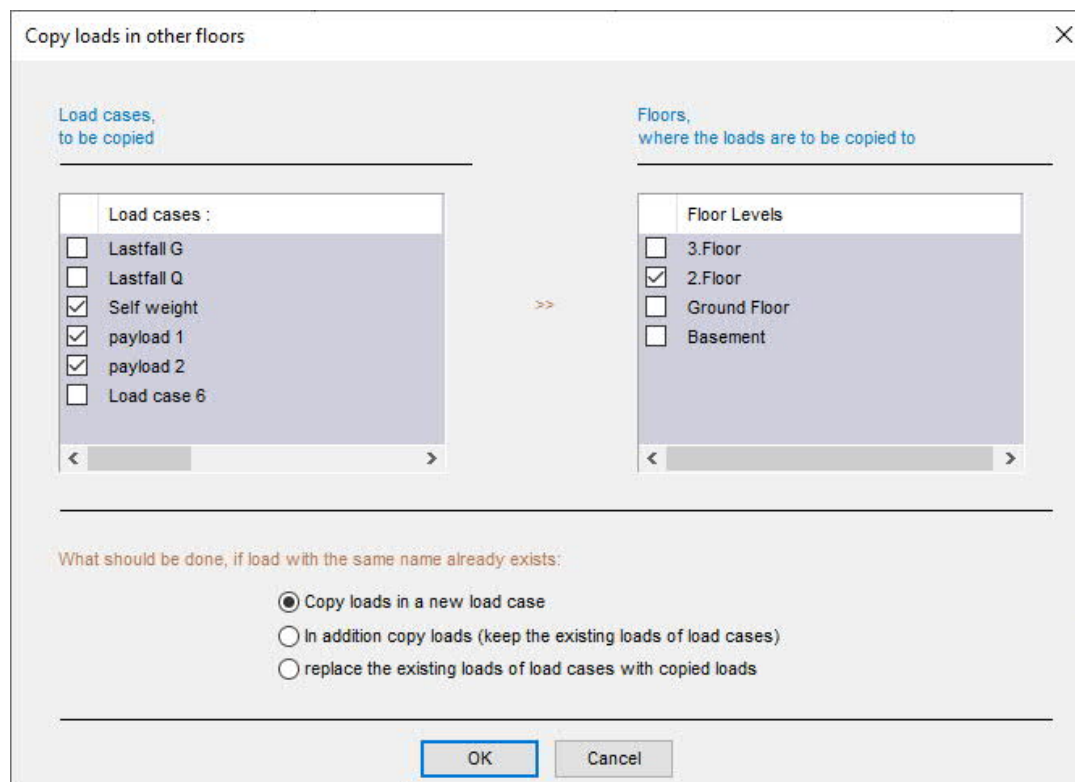 Copy loads in other floors
Load cases,
to be copied
Floors,
where the loads are to be copied to
Load cases :
Lastfall G
Lastfall Q
Self weight
payload 1
payload 2
Load case 6
>>
Floor Levels
3.Floor
2.Floor
Ground Floor
Basement
What should be done, if load with the same name already exists:
Copy loads in a new load case
In addition copy loads (keep the existing loads of load cases)
replace the existing loads of load cases with copied loads
OK
Cancel